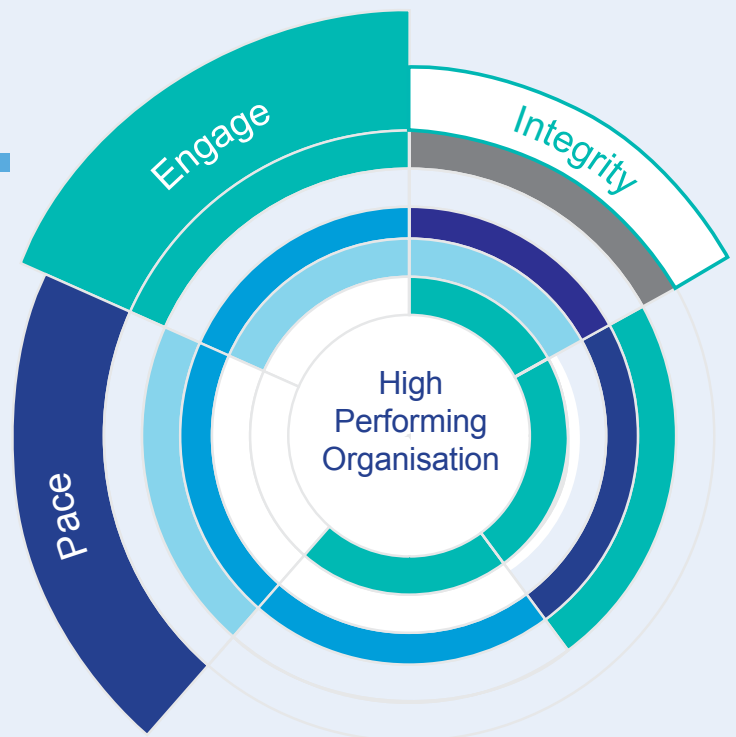 Engage
Integrity
Pace
High
Performing
Organisation